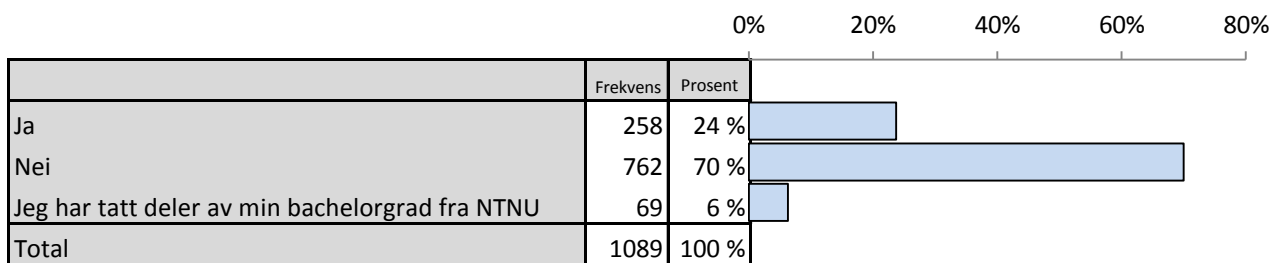 0% 20% 40% 60% 80%
Frekvens Prosent
Ja 258 24 %
Nei 762 70 %
Jeg har tatt deler av min bachelorgrad fra NTNU 69 6 %
Total 1089 100 %